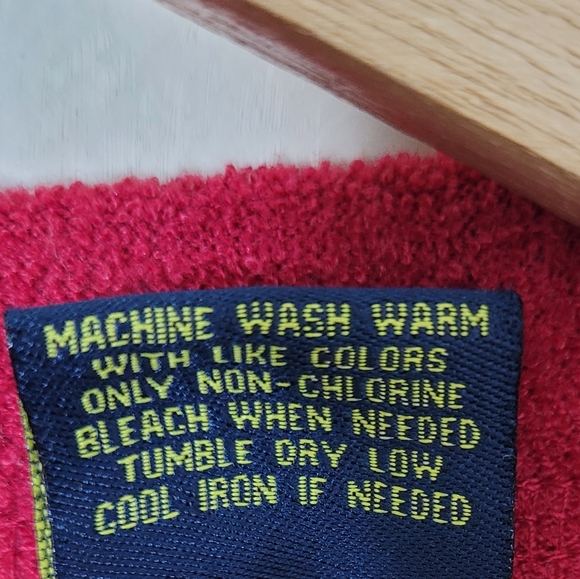 MACHINE WASH WARM
WITH LIKE COLORS
ONLY NON-CHLORINE
BLEACH WHEN NEEDED
TUMBLE DRY LOW
COOL IRON IF NEEDED